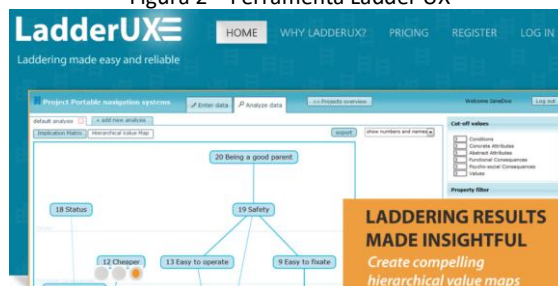 Figura 2 – Ferramenta Ladder UX
LadderUX
HOME WHY LADDERUX? PRICING REGISTER LOG IN
Laddering made easy and reliable
Project Portable navigation systems Enter data Analyze data << Projects overview Welcome JaneDive Log out
default analysis + add new analysis
Implication Matrix Hierarchical Value Map export show numbers and names
Cut-off values
Conditions
Concrete Attributes
Abstract Attributes
Functional Consequences
Psycho-social Consequences
Values
Property filter
20 Being a good parent
18 Status
19 Safety
12 Cheaper
13 Easy to operate
9 Easy to fixate
LADDERING RESULTS
MADE INSIGHTFUL
Create compelling
hierarchical value maps